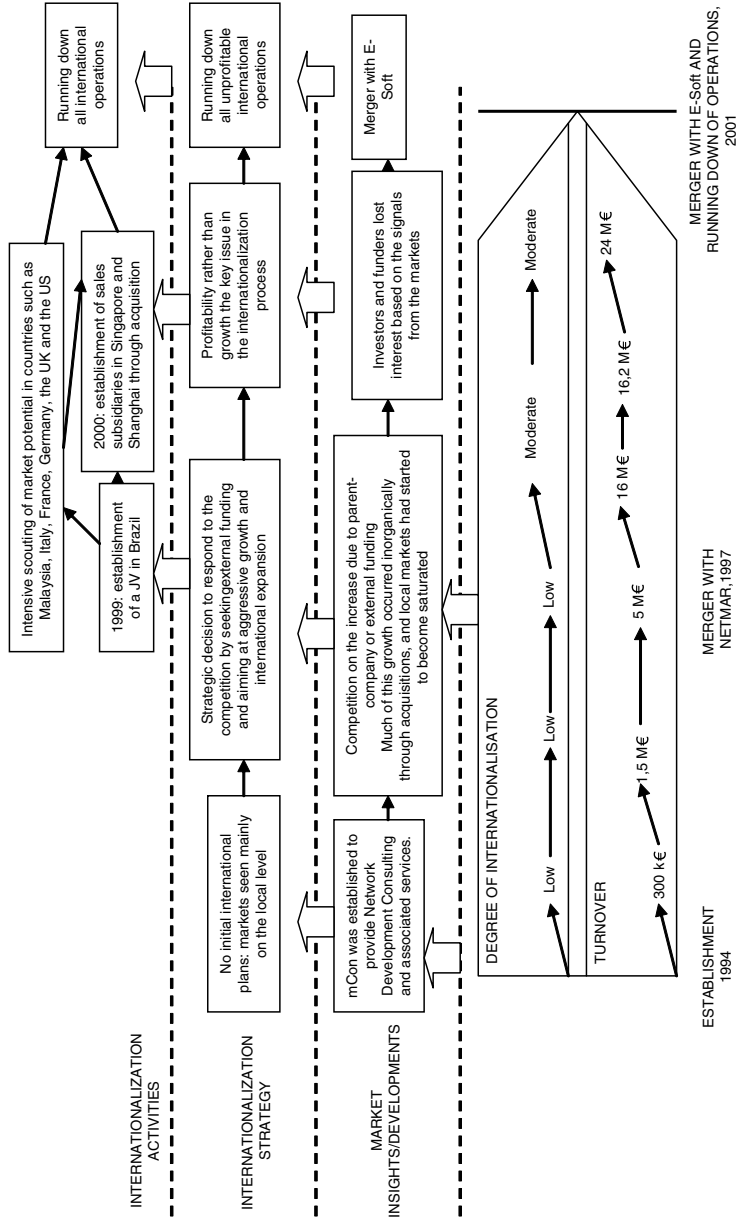 INTERNATIONALIZATION
ACTIVITIES
Intensive scouting of market potential in countries such as
Malaysia, Italy, France, Germany, the UK and the US
1999: establishment
of a JV in Brazil
2000: establishment of sales
subsidiaries in Singapore and
Shanghai through acquisition
Running down
all international
operations
INTERNATIONALIZATION
STRATEGY
No initial international
plans: markets seen mainly
on the local level
Strategic decision to respond to the
competition by seekingexternal funding
and aiming at aggressive growth and
international expansion
Profitability rather than
growth the key issue in
the internationalization
process
Running down
all unprofitable
international
operations
MARKET
INSIGHTS/DEVELOPMENTS
mCon was established to
provide Network
Development Consulting
and associated services.
Competition on the increase due to parent-
company or external funding
Much of this growth occurred inorganically
through acquisitions, and local markets had started
to become saturated
Investors and funders lost
interest based on the signals
from the markets
Merger with E-
Soft
DEGREE OF INTERNATIONALISATION
Low
Low
Low
Moderate
Moderate
TURNOVER
300 k€
1,5 M€
5 M€
16 M€
16,2 M€
24 M€
ESTABLISHMENT
1994
MERGER WITH
NETMAR,1997
MERGER WITH E-Soft AND
RUNNING DOWN OF OPERATIONS,
2001